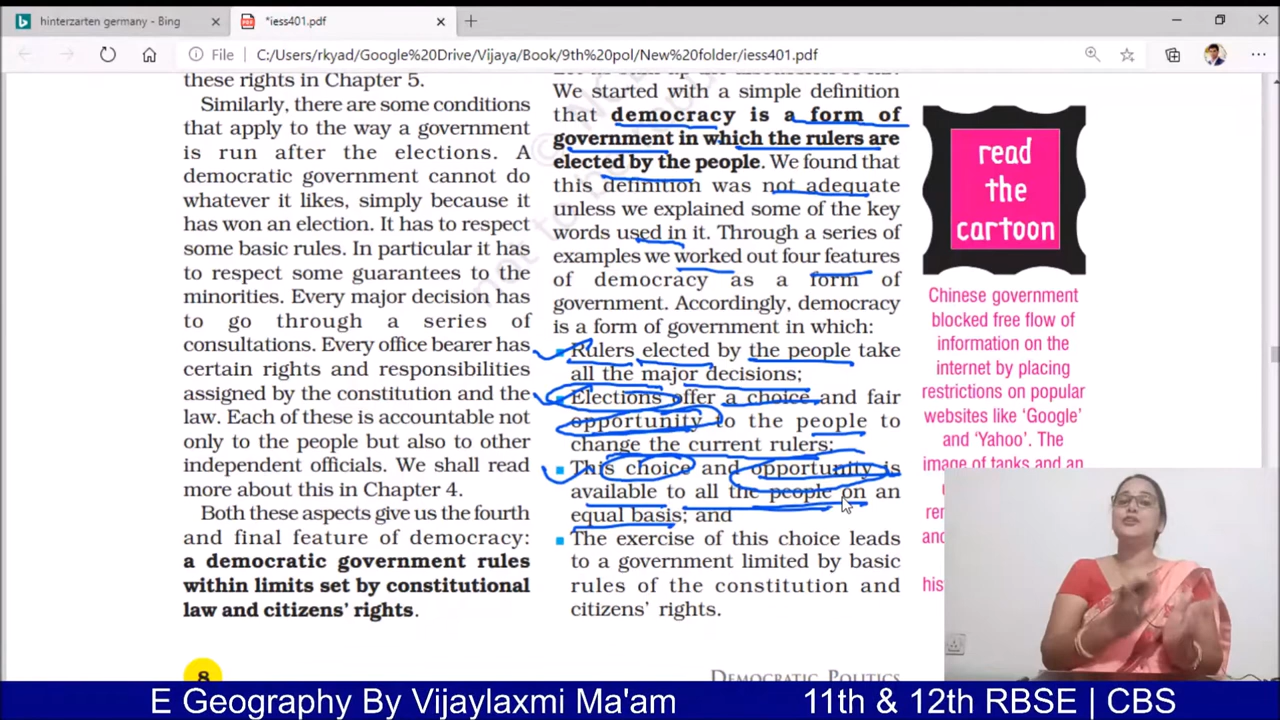 hinterzarten germany - Bing
*iess401.pdf
File
C:/Users/rkyad/Google%20Drive/Vijaya/Book/9th%20pol/New%20folder/iess401.pdf
these rights in Chapter 5.
Similarly, there are some conditions
that apply to the way a government
is run after the elections. A
democratic government cannot do
whatever it likes, simply because it
has won an election. It has to respect
some basic rules. In particular it has
to respect some guarantees to the
minorities. Every major decision has
to go through a series of
consultations. Every office bearer has
certain rights and responsibilities
assigned by the constitution and the
law. Each of these is accountable not
only to the people but also to other
independent officials. We shall read
more about this in Chapter 4.
Both these aspects give us the fourth
and final feature of democracy:
a democratic government rules
within limits set by constitutional
law and citizens' rights.
8
We started with a simple definition
that democracy is a form of
government in which the rulers are
elected by the people. We found that
this definition was not adequate
unless we explained some of the key
words used in it. Through a series of
examples we worked out four features
of democracy as a form of
government. Accordingly, democracy
is a form of government in which:
Rulers elected by the people take
all the major decisions;
Elections offer a choice and fair
opportunity to the people to
change the current rulers;
This choice and opportunity is
available to all the people on an
equal basis; and
The exercise of this choice leads
to a government limited by basic
rules of the constitution and
citizens' rights.
Democratic Politics
read
the
cartoon
Chinese government
blocked free flow of
information on the
internet by placing
restrictions on popular
websites like 'Google'
and 'Yahoo'. The
image of tanks and an
E Geography By Vijaylaxmi Ma'am
11th & 12th RBSE | CBS